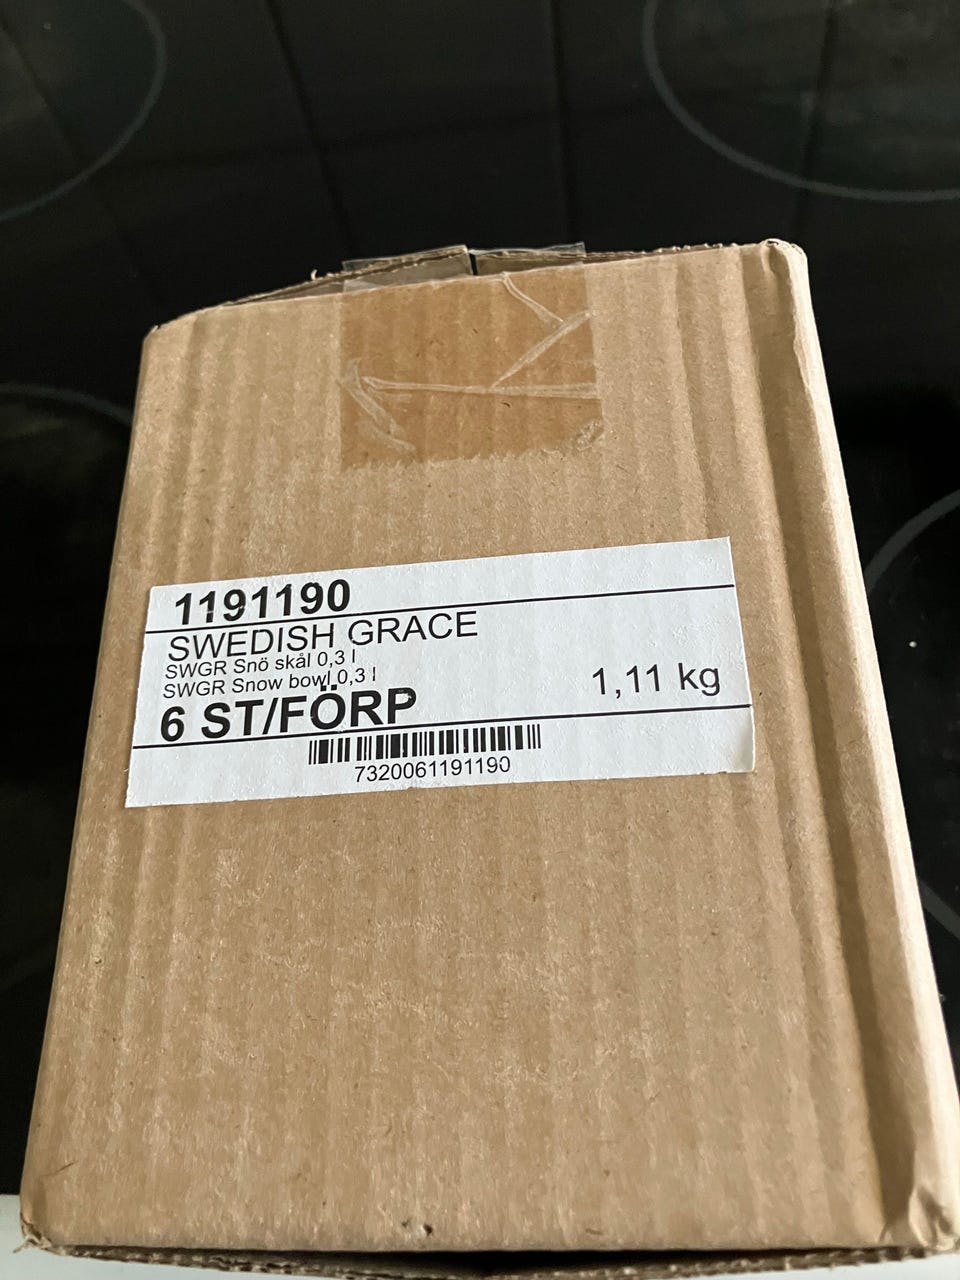 1191190
SWEDISH GRACE
SWGR Snö skål 0,3 l
SWGR Snow bowl 0,3 l
1,11 kg
6 ST/FÖRP
7320061191190